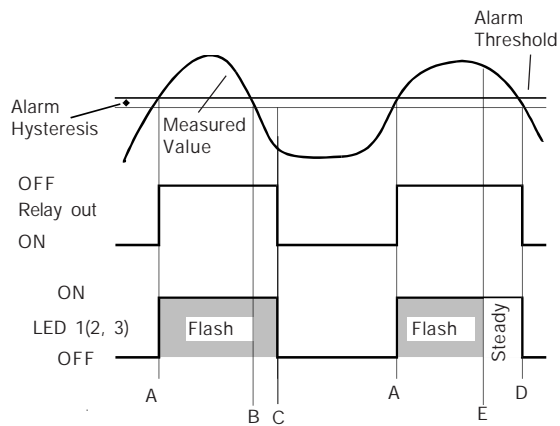 Alarm
Threshold
Alarm
Hysteresis
Measured
Value
OFF
Relay out
ON
ON
LED 1(2, 3)
OFF
Flash
Flash
Steady
A
B
C
A
E
D